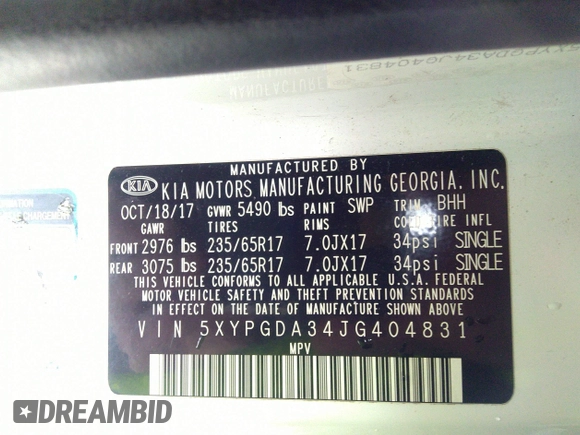 5XYPGDA34JG404831
MANUFACTURED BY
KIA KIA MOTORS MANUFACTURING GEORGIA, INC.
OCT/18/17 GVWR 5490 lbs PAINT SWP TRIM BHH
GAWR TIRES RIMS COLD TIRE INFL
FRONT 2976 lbs 235/65R17 7.0JX17 34psi SINGLE
REAR 3075 lbs 235/65R17 7.0JX17 34psi SINGLE
THIS VEHICLE CONFORMS TO ALL APPLICABLE U.S.A. FEDERAL
MOTOR VEHICLE SAFETY AND THEFT PREVENTION STANDARDS
IN EFFECT ON THE DATE OF MANUFACTURE SHOWN ABOVE.
VIN 5XYPGDA34JG404831
MPV
DREAMBID